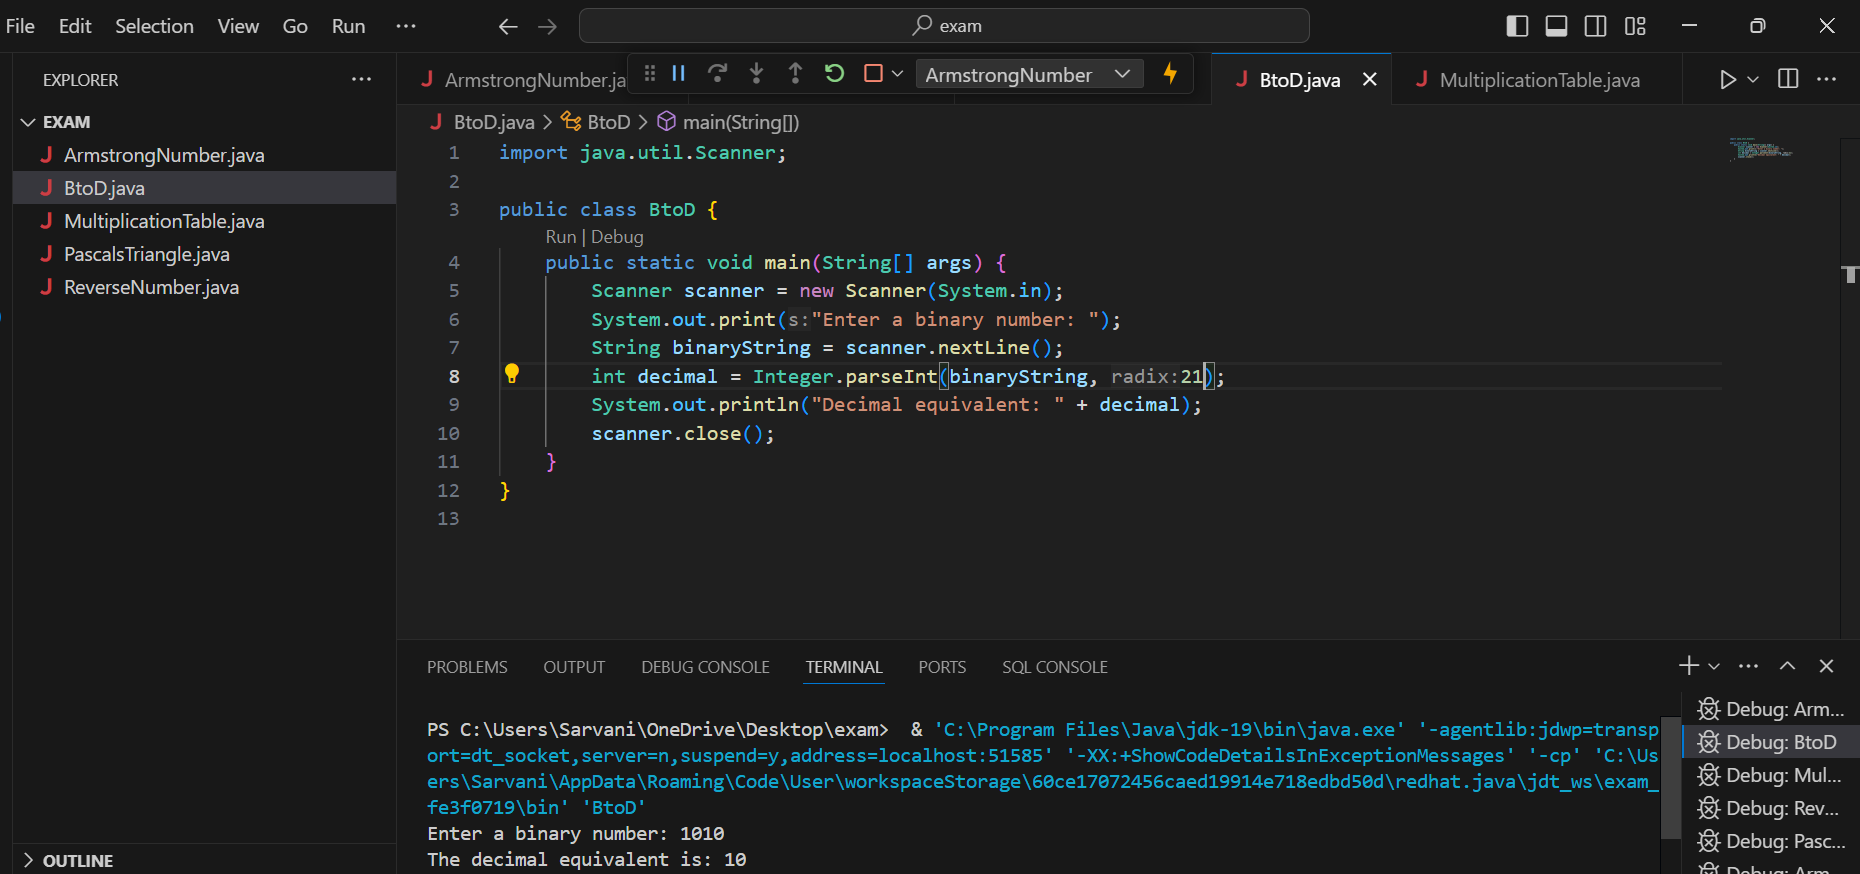 File Edit Selection View Go Run ··· exam
EXPLORER ···
EXAM
ArmstrongNumber.java
BtoD.java
MultiplicationTable.java
PascalsTriangle.java
ReverseNumber.java
OUTLINE
ArmstrongNumber.ja ArmstrongNumber BtoD.java MultiplicationTable.java
BtoD.java > BtoD > main(String[])
1 import java.util.Scanner;
2
3 public class BtoD {
Run | Debug
4 public static void main(String[] args) {
5 Scanner scanner = new Scanner(System.in);
6 System.out.print(s:"Enter a binary number: ");
7 String binaryString = scanner.nextLine();
8 int decimal = Integer.parseInt(binaryString, radix:21);
9 System.out.println("Decimal equivalent: " + decimal);
10 scanner.close();
11 }
12 }
13
PROBLEMS OUTPUT DEBUG CONSOLE TERMINAL PORTS SQL CONSOLE
PS C:\Users\Sarvani\OneDrive\Desktop\exam> & 'C:\Program Files\Java\jdk-19\bin\java.exe' '-agentlib:jdwp=transp
ort=dt_socket,server=n,suspend=y,address=localhost:51585' '-XX:+ShowCodeDetailsInExceptionMessages' '-cp' 'C:\Us
ers\Sarvani\AppData\Roaming\Code\User\workspaceStorage\60ce17072456caed19914e718edbd50d\redhat.java\jdt_ws\exam_
fe3f0719\bin' 'BtoD'
Enter a binary number: 1010
The decimal equivalent is: 10
Debug: Arm...
Debug: BtoD
Debug: Mul...
Debug: Rev...
Debug: Pasc...
Debug: Arm...